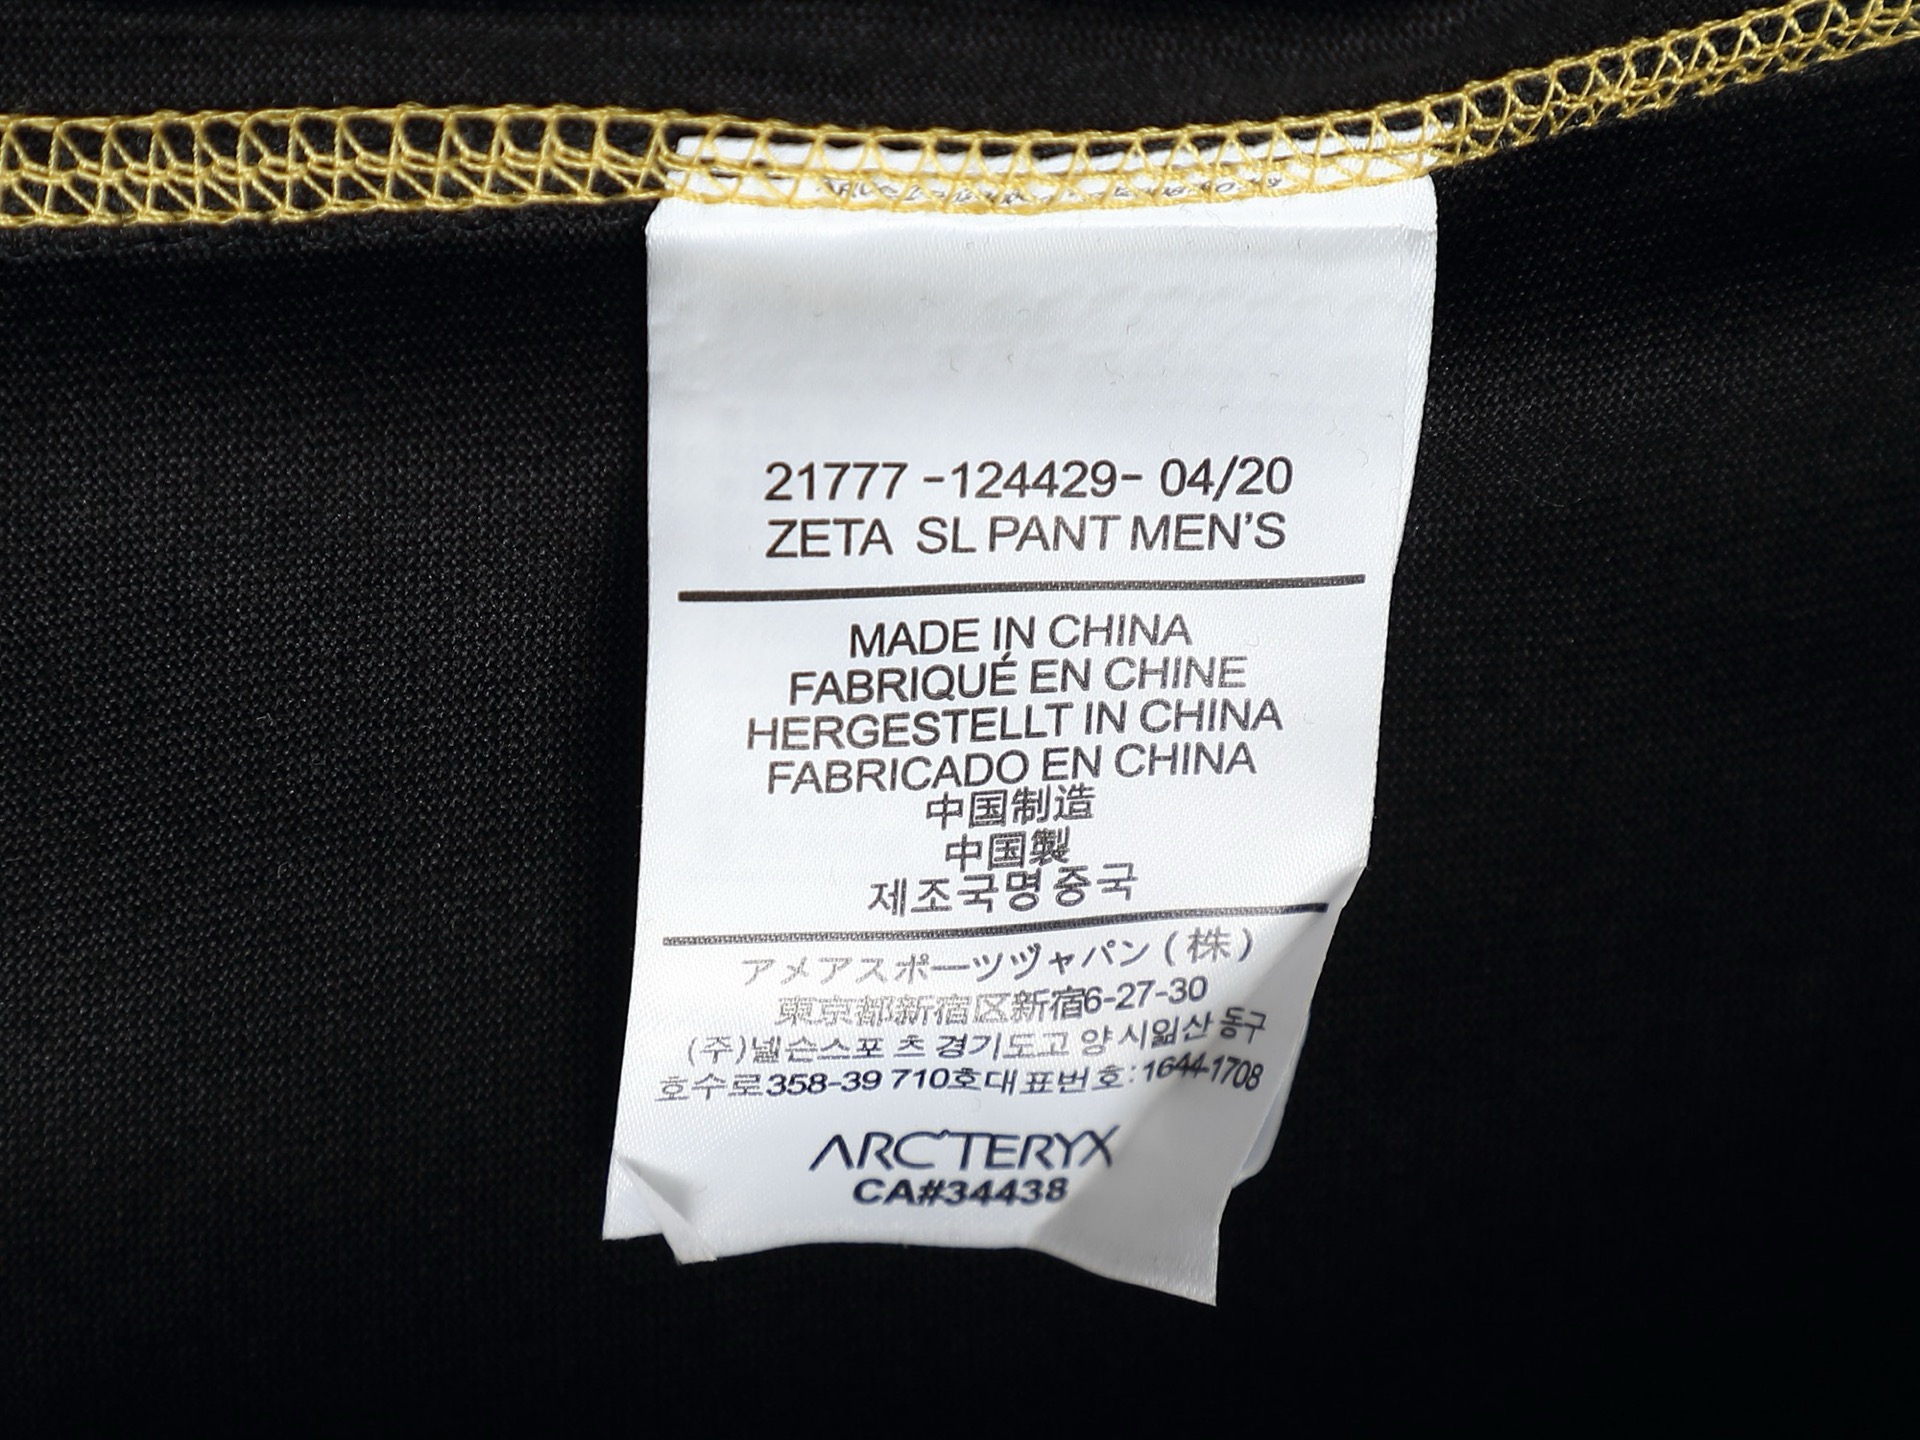 21777 -124429- 04/20
ZETA SL PANT MEN'S
MADE IN CHINA
FABRIQUÉ EN CHINE
HERGESTELLT IN CHINA
FABRICADO EN CHINA
中国制造
中国製
제조국명 중국
アメアスポーツヅャパン (株)
東京都新宿区新宿6-27-30
(주)넬슨스포 츠 경기도고 양 시일산 동구
호수로358-39 710호대표번호:1644-1708
ARC'TERYX
CA#34438